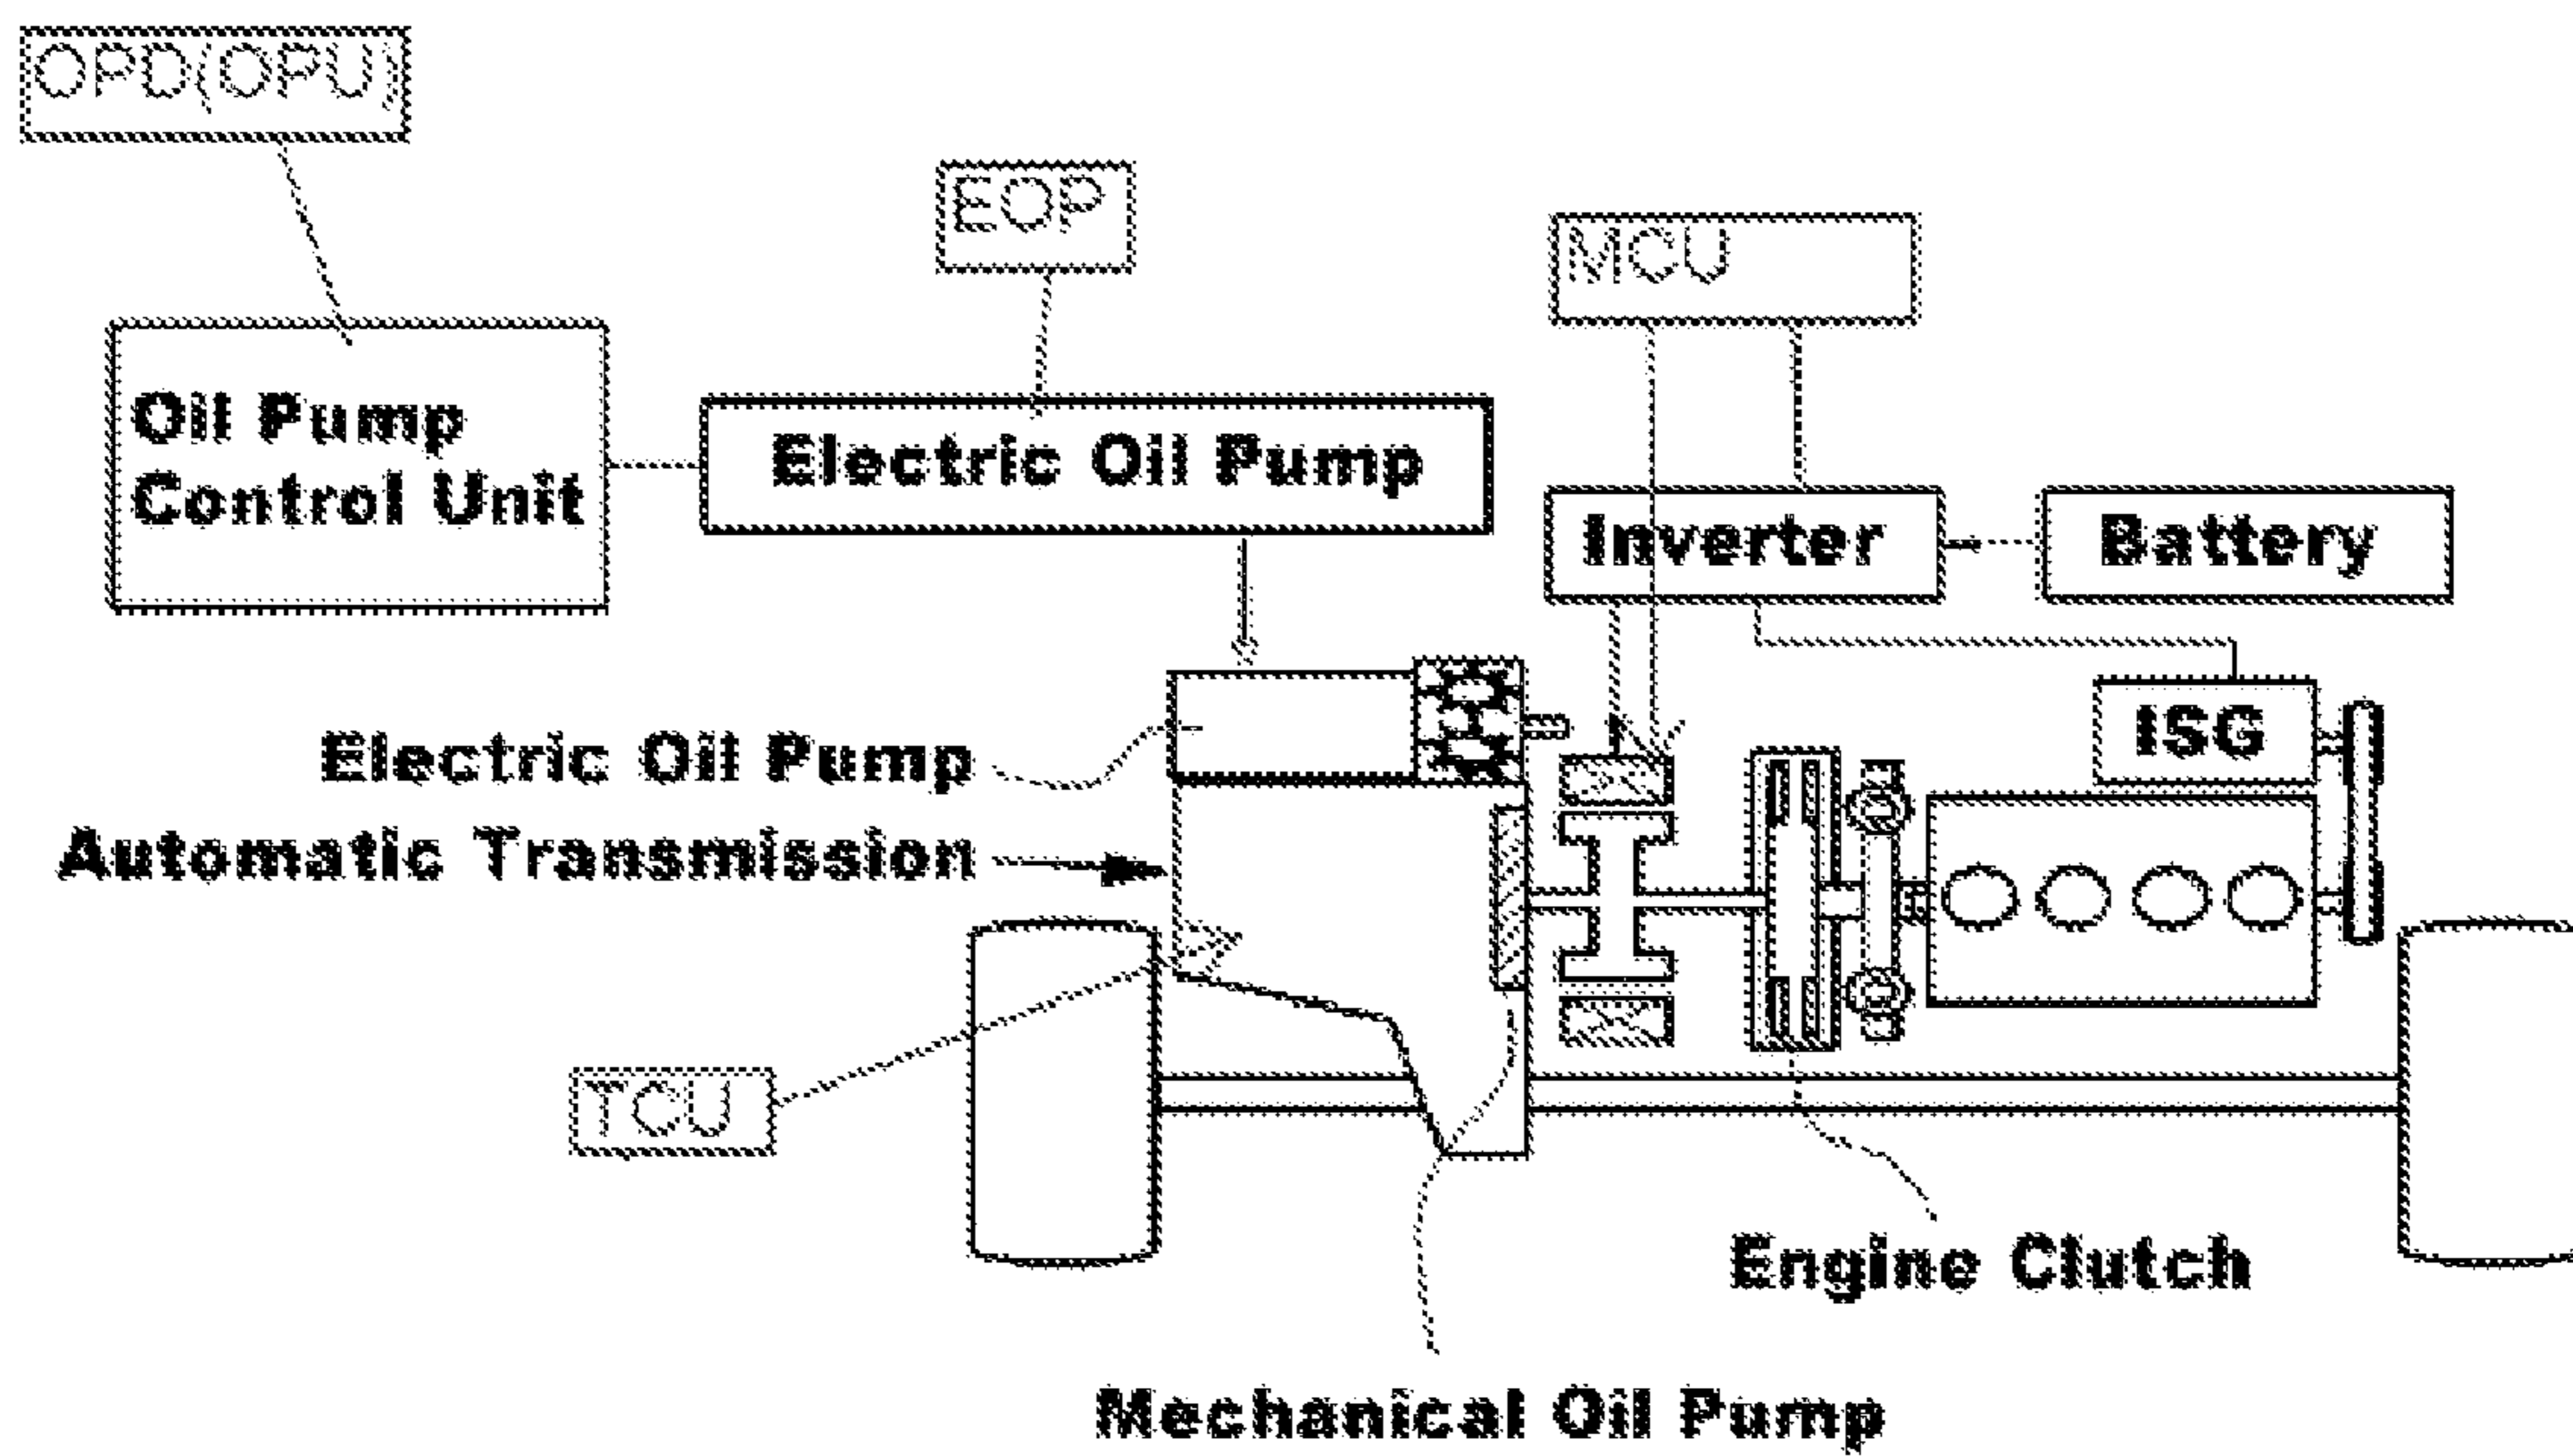 OPD(OPU)
EOP
MCU
Oil Pump
Control Unit
Electric Oil Pump
Inverter
Battery
ISG
Electric Oil Pump
Automatic Transmission
TCU
Engine Clutch
Mechanical Oil Pump